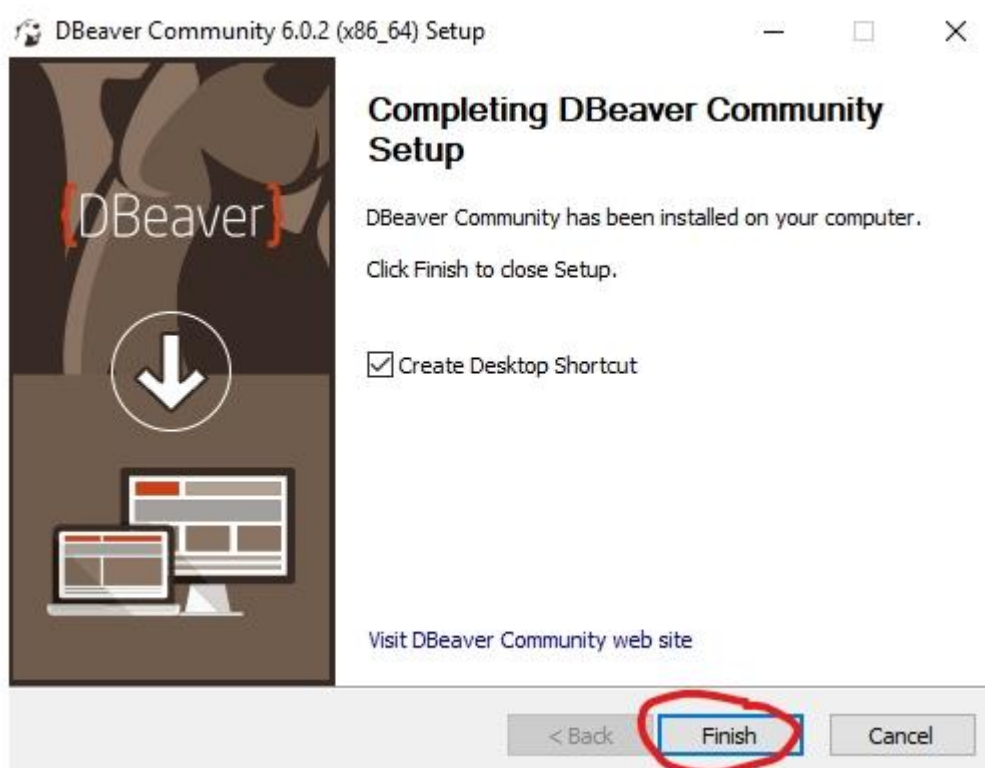 DBeaver Community 6.0.2 (x86_64) Setup
{DBeaver}
Completing DBeaver Community
Setup
DBeaver Community has been installed on your computer.
Click Finish to close Setup.
Create Desktop Shortcut
Visit DBeaver Community web site
< Back
Finish
Cancel